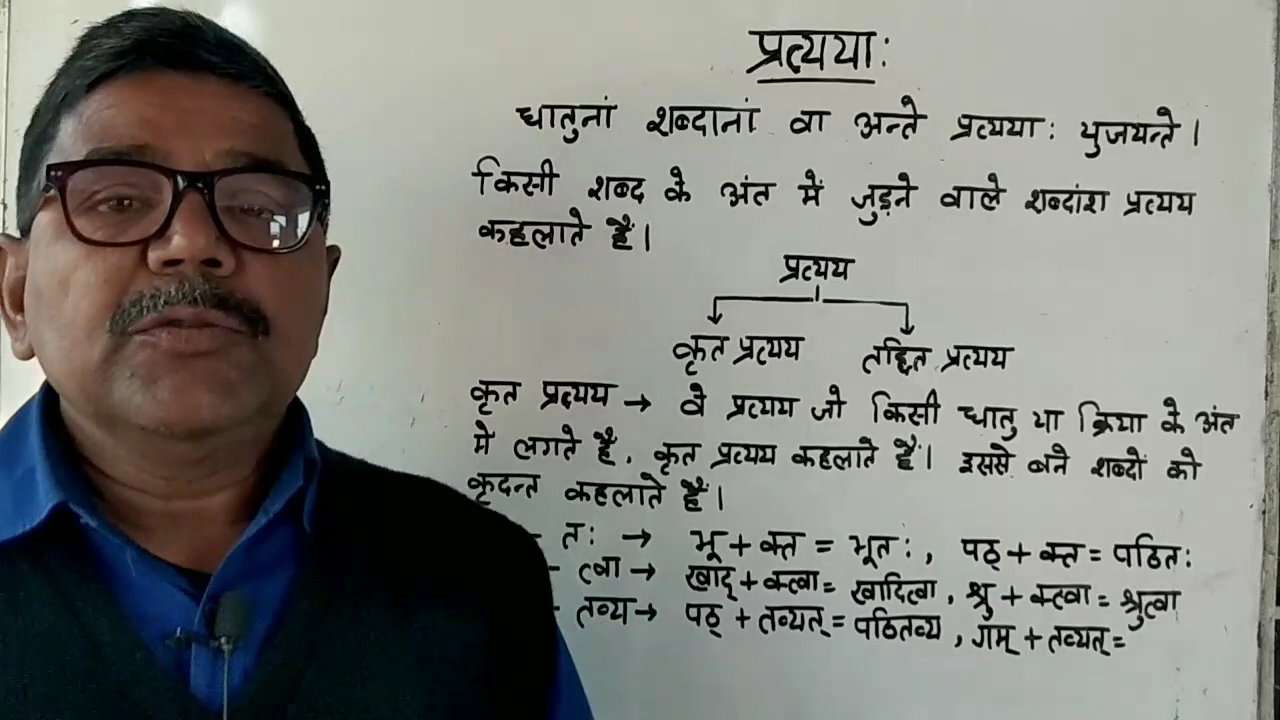 प्रत्ययाः
धातुनां शब्दानां वा अन्ते प्रत्ययाः युजयन्ते।
किसी शब्द के अंत में जुड़ने वाले शब्दांश प्रत्यय
कहलाते हैं।
प्रत्यय
कृत प्रत्यय तद्धित प्रत्यय
कृत प्रत्यय → वे प्रत्यय जो किसी धातु या क्रिया के अंत
मे लगते हैं, कृत प्रत्यय कहलाते हैं। इससे बने शब्दों को
कृदन्त कहलाते हैं।
- तः → भू + क्त = भूतः, पठ् + क्त = पठितः
- त्वा → खाद् + क्त्वा = खादित्वा, श्रु + क्त्वा = श्रुत्वा
- तव्य → पठ् + तव्यत् = पठितव्य, गम् + तव्यत् =